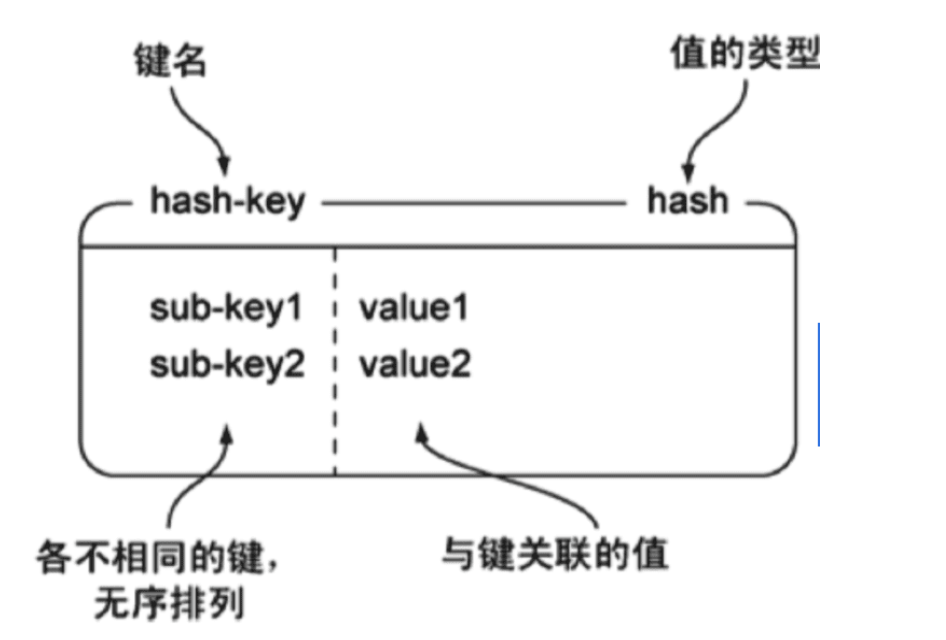 键名
值的类型
hash-key
hash
sub-key1
value1
sub-key2
value2
各不相同的键，
无序排列
与键关联的值